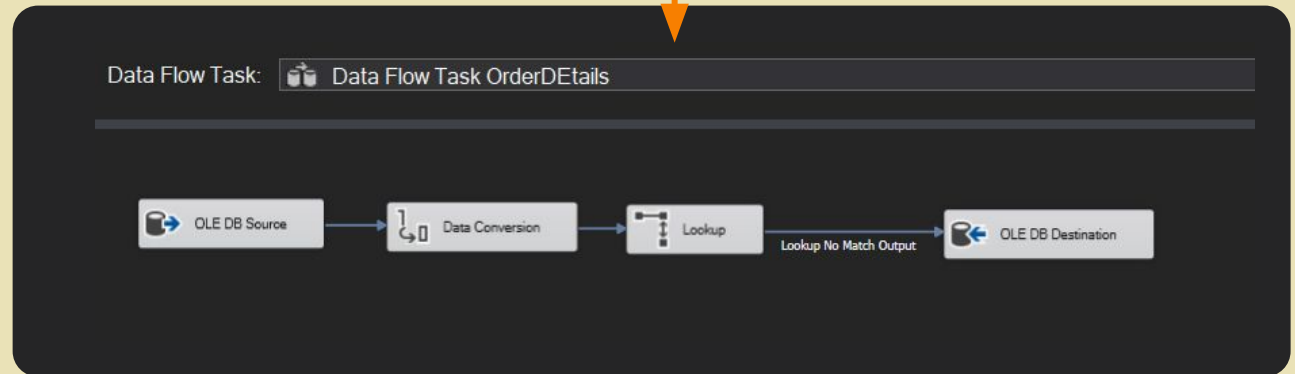 Data Flow Task: Data Flow Task OrderDEtails
OLE DB Source
Data Conversion
Lookup
Lookup No Match Output
OLE DB Destination